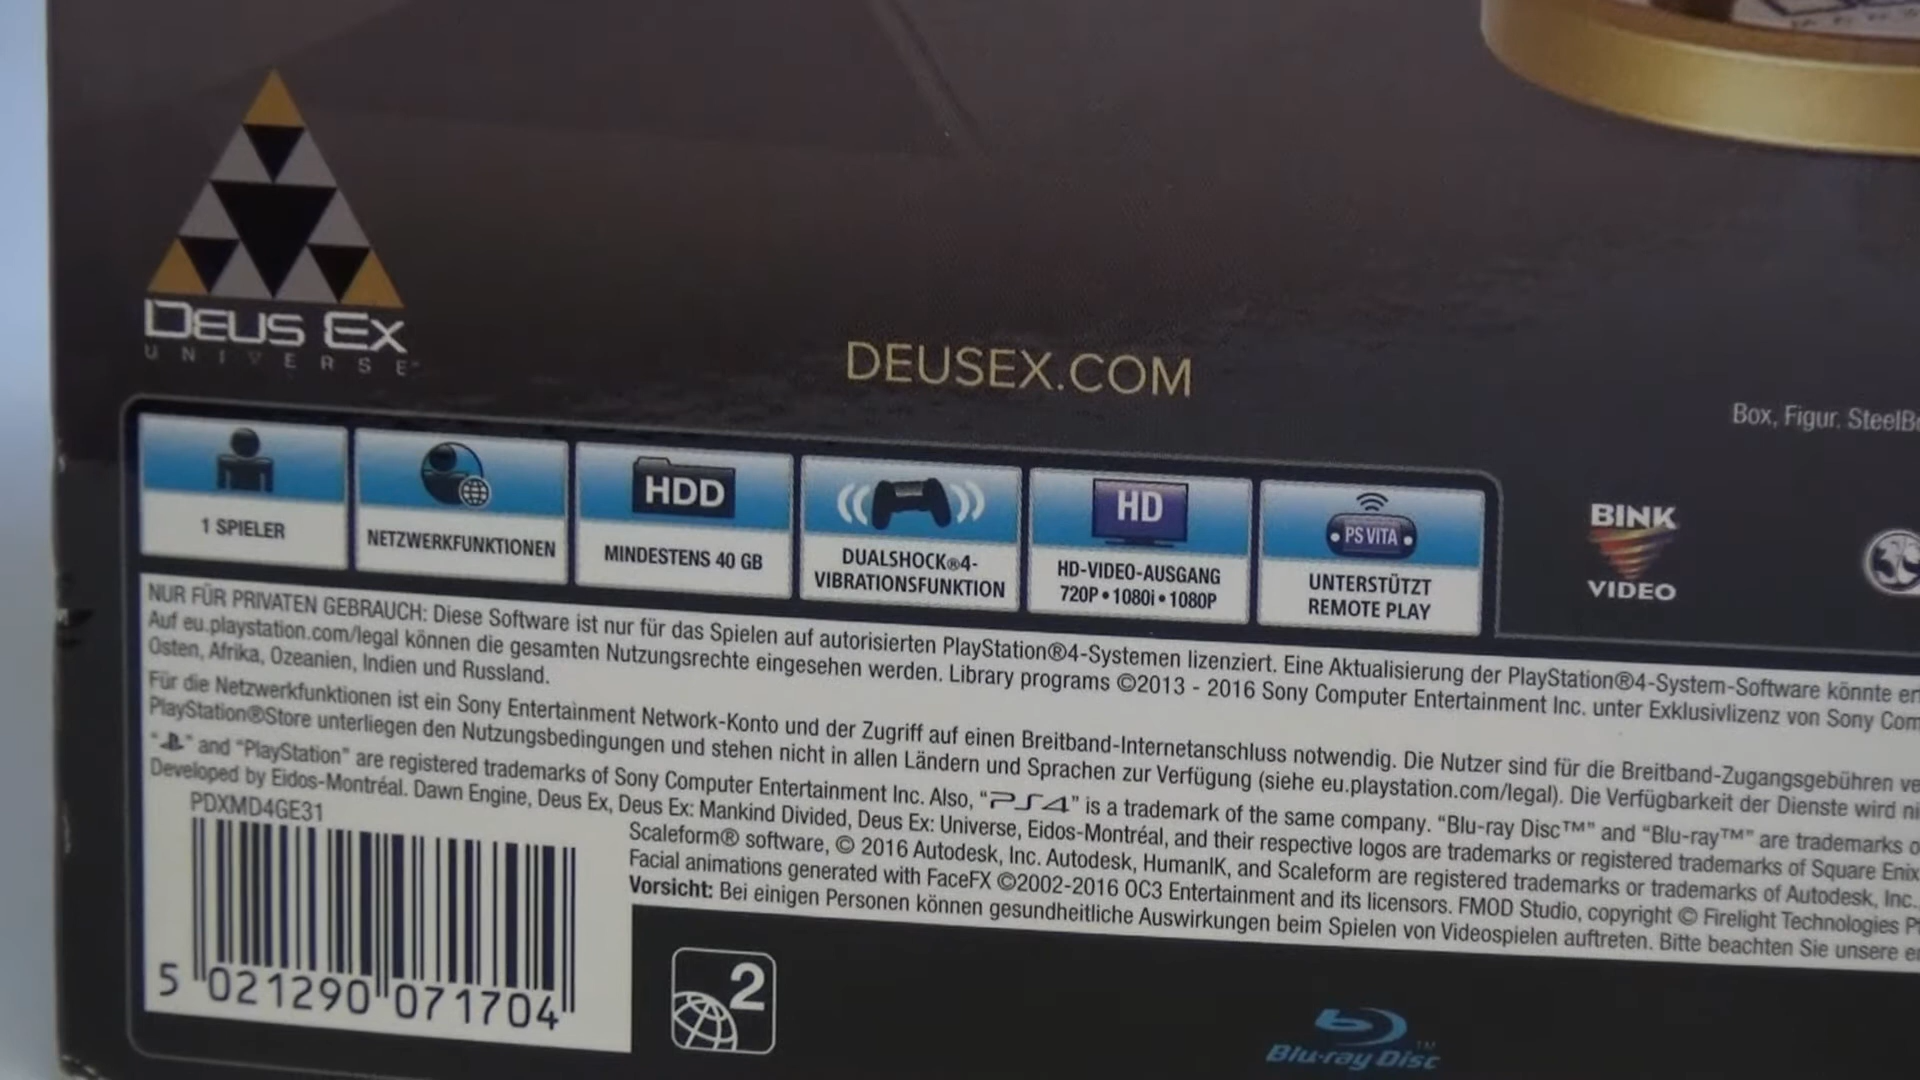 DEUS EX
UNIVERSE™
DEUSEX.COM
Box, Figur, SteelB
1 SPIELER
NETZWERKFUNKTIONEN
HDD
MINDESTENS 40 GB
DUALSHOCK®4-
VIBRATIONSFUNKTION
HD
HD-VIDEO-AUSGANG
720P • 1080i • 1080P
PS VITA
UNTERSTÜTZT
REMOTE PLAY
BINK
VIDEO
NUR FÜR PRIVATEN GEBRAUCH: Diese Software ist nur für das Spielen auf autorisierten PlayStation®4-Systemen lizenziert. Eine Aktualisierung der PlayStation®4-System-Software könnte
Auf eu.playstation.com/legal können die gesamten Nutzungsrechte eingesehen werden. Library programs ©2013 - 2016 Sony Computer Entertainment Inc. unter Exklusivlizenz von Sony Com
Osten, Afrika, Ozeanien, Indien und Russland.
Für die Netzwerkfunktionen ist ein Sony Entertainment Network-Konto und der Zugriff auf einen Breitband-Internetanschluss notwendig. Die Nutzer sind für die Breitband-Zugangsgebühren ve
PlayStation®Store unterliegen den Nutzungsbedingungen und stehen nicht in allen Ländern und Sprachen zur Verfügung (siehe eu.playstation.com/legal). Die Verfügbarkeit der Dienste wird ni
" " and "PlayStation" are registered trademarks of Sony Computer Entertainment Inc. Also, "PS4" is a trademark of the same company. "Blu-ray Disc™" and "Blu-ray™" are trademarks o
Developed by Eidos-Montréal. Dawn Engine, Deus Ex, Deus Ex: Mankind Divided, Deus Ex: Universe, Eidos-Montréal, and their respective logos are trademarks or registered trademarks of Square Enix
PDXMD4GE31
Scaleform® software, © 2016 Autodesk, Inc. Autodesk, HumanIK, and Scaleform are registered trademarks or trademarks of Autodesk, Inc.
Facial animations generated with FaceFX ©2002-2016 OC3 Entertainment and its licensors. FMOD Studio, copyright © Firelight Technologies P
Vorsicht: Bei einigen Personen können gesundheitliche Auswirkungen beim Spielen von Videospielen auftreten. Bitte beachten Sie unsere
5 021290 071704
2
Blu-ray Disc™